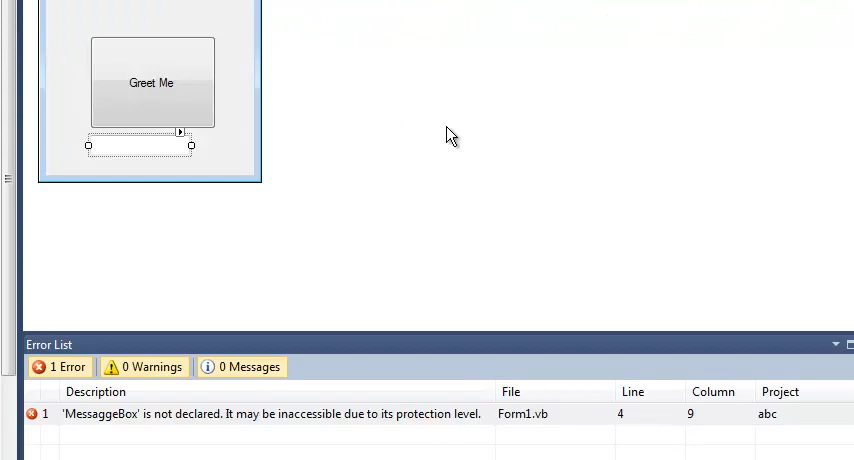 Greet Me
Error List
1 Error 0 Warnings 0 Messages
Description File Line Column Project
1 'MessaggeBox' is not declared. It may be inaccessible due to its protection level. Form1.vb 4 9 abc